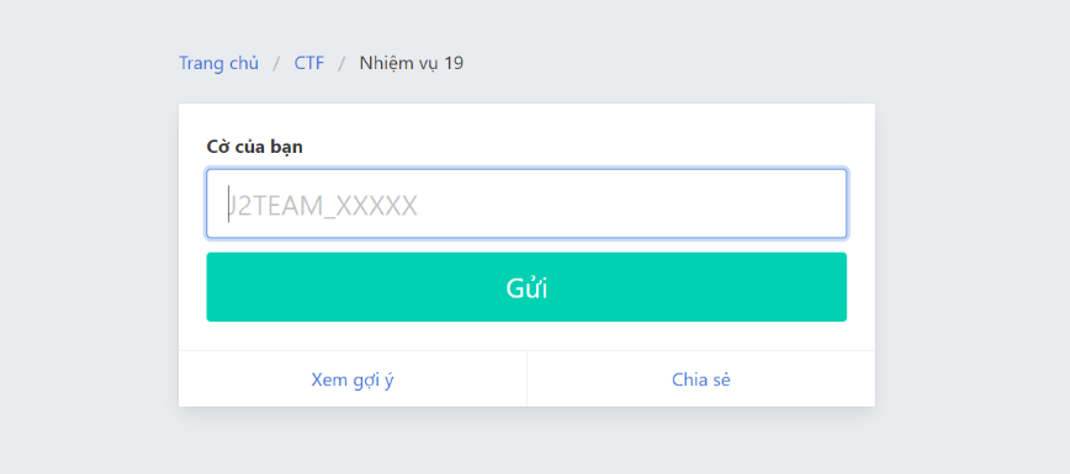 Trang chủ / CTF / Nhiệm vụ 19
Cờ của bạn
J2TEAM_XXXXX
Gửi
Xem gợi ý
Chia sẻ